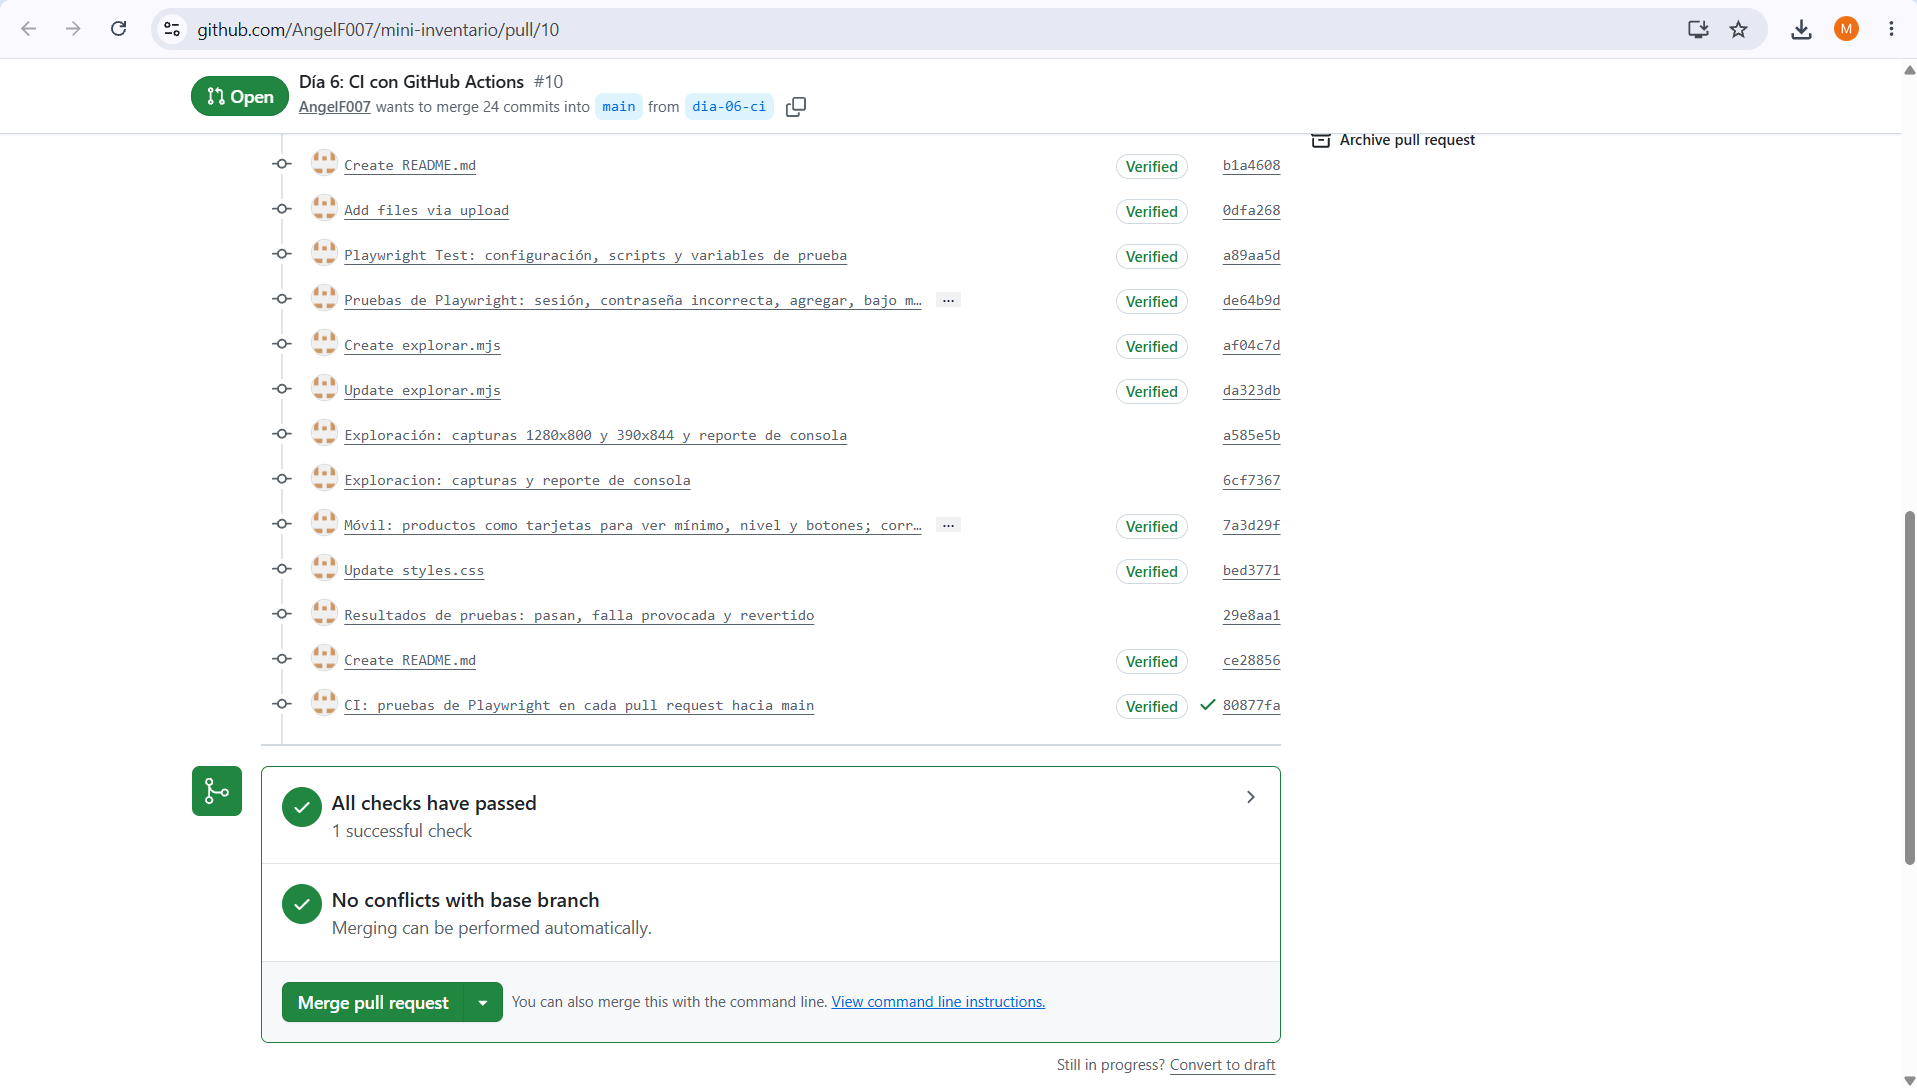 github.com/AngelF007/mini-inventario/pull/10
M
Open
Día 6: CI con GitHub Actions #10
AngelF007 wants to merge 24 commits into main from dia-06-ci
Archive pull request
Create README.md Verified b1a4608
Add files via upload Verified 0dfa268
Playwright Test: configuración, scripts y variables de prueba Verified a89aa5d
Pruebas de Playwright: sesión, contraseña incorrecta, agregar, bajo m… ... Verified de64b9d
Create explorar.mjs Verified af04c7d
Update explorar.mjs Verified da323db
Exploración: capturas 1280x800 y 390x844 y reporte de consola a585e5b
Exploracion: capturas y reporte de consola 6cf7367
Móvil: productos como tarjetas para ver mínimo, nivel y botones; corr… ... Verified 7a3d29f
Update styles.css Verified bed3771
Resultados de pruebas: pasan, falla provocada y revertido 29e8aa1
Create README.md Verified ce28856
CI: pruebas de Playwright en cada pull request hacia main Verified 80877fa
All checks have passed
1 successful check
No conflicts with base branch
Merging can be performed automatically.
Merge pull request You can also merge this with the command line. View command line instructions.
Still in progress? Convert to draft